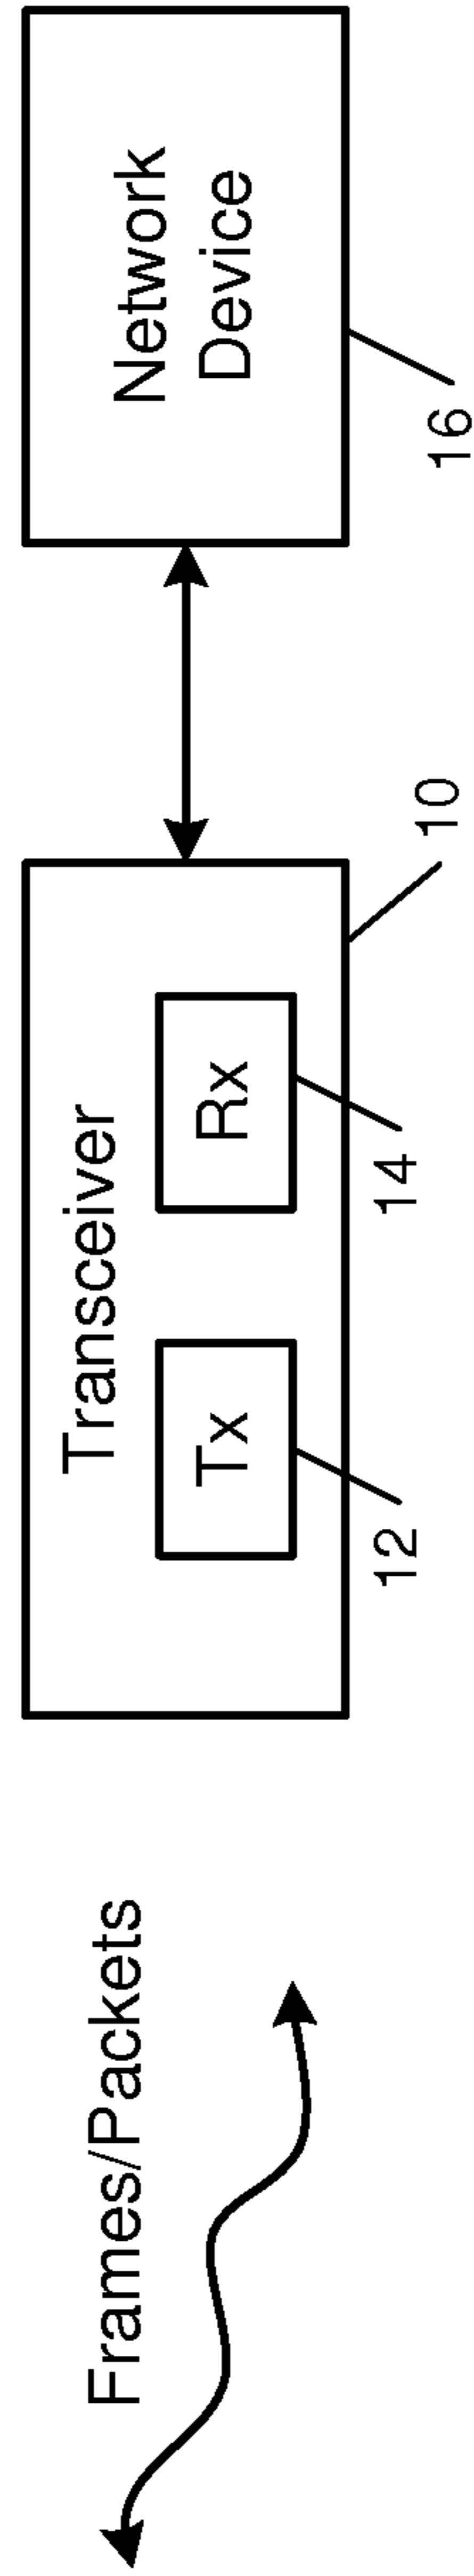 Frames/Packets
Transceiver
Tx
Rx
12
14
10
Network
Device
16